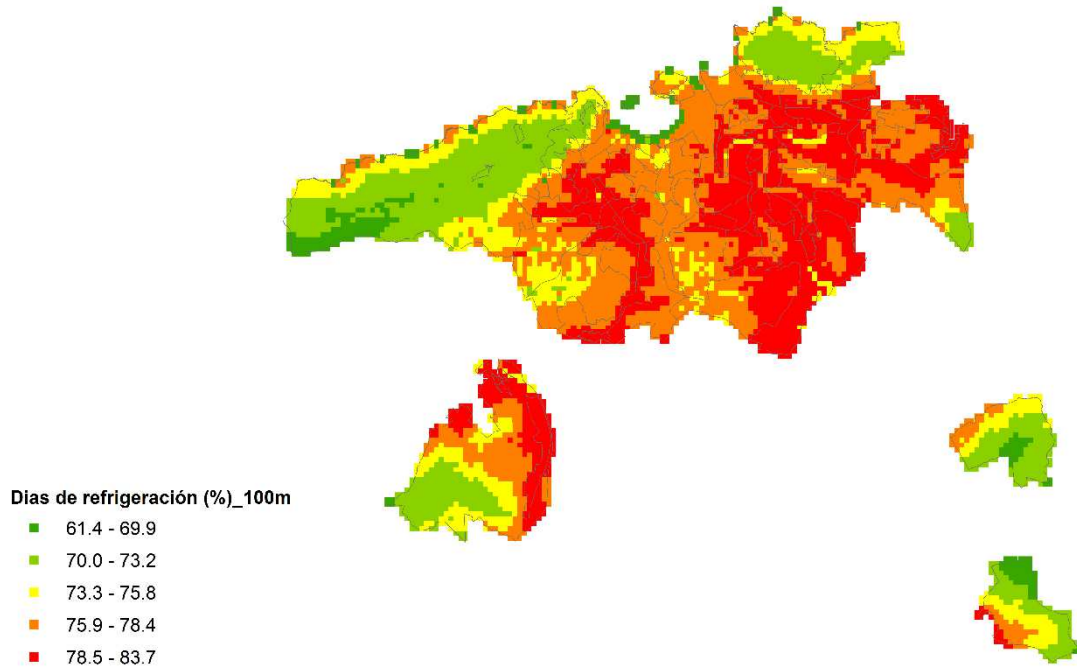 Dias de refrigeración (%)_100m
61.4 - 69.9
70.0 - 73.2
73.3 - 75.8
75.9 - 78.4
78.5 - 83.7